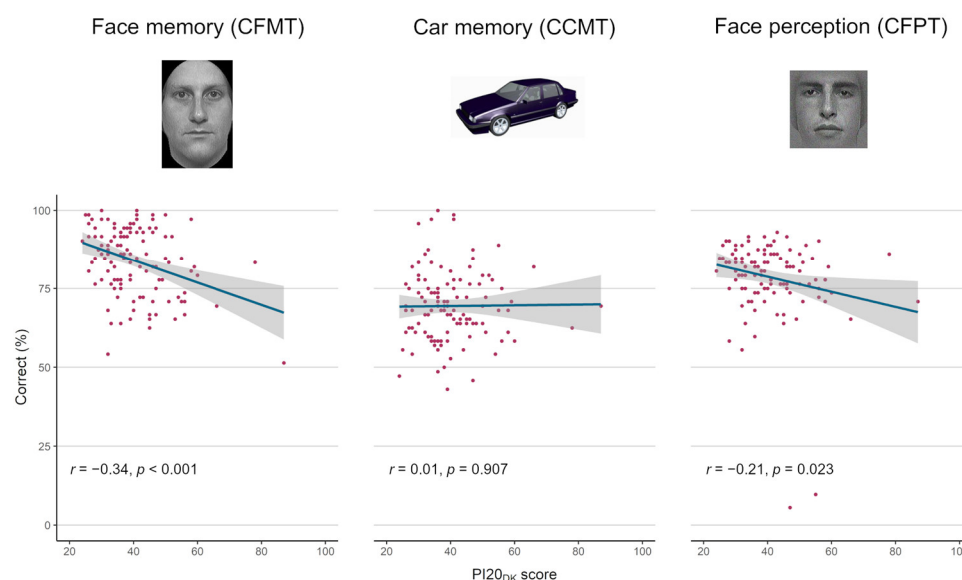 Face memory (CFMT)
Car memory (CCMT)
Face perception (CFPT)
Correct (%)
100
75
50
25
0
r = −0.34, p < 0.001
r = 0.01, p = 0.907
r = −0.21, p = 0.023
20 40 60 80 100
20 40 60 80 100
20 40 60 80 100
PI20DK score